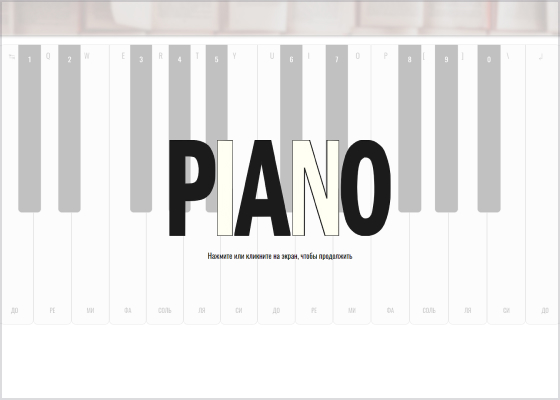 Q W E R T Y U I O P [ ] \
1 2 3 4 5 6 7 8 9 0
PIANO
Нажмите или кликните на экран, чтобы продолжить
ДО РЕ МИ ФА СОЛЬ ЛЯ СИ ДО РЕ МИ ФА СОЛЬ ЛЯ СИ ДО